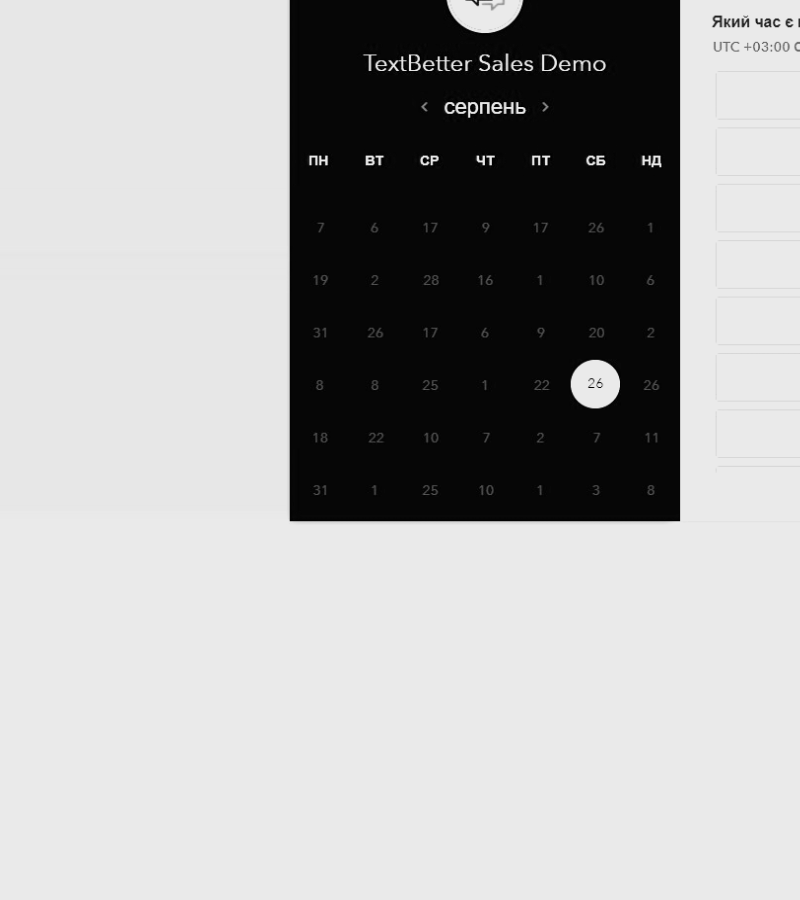 TextBetter Sales Demo
серпень
ПН ВТ СР ЧТ ПТ СБ НД
7 6 17 9 17 26 1
19 2 28 16 1 10 6
31 26 17 6 9 20 2
8 8 25 1 22 26 26
18 22 10 7 2 7 11
31 1 25 10 1 3 8
Який час є
UTC +03:00